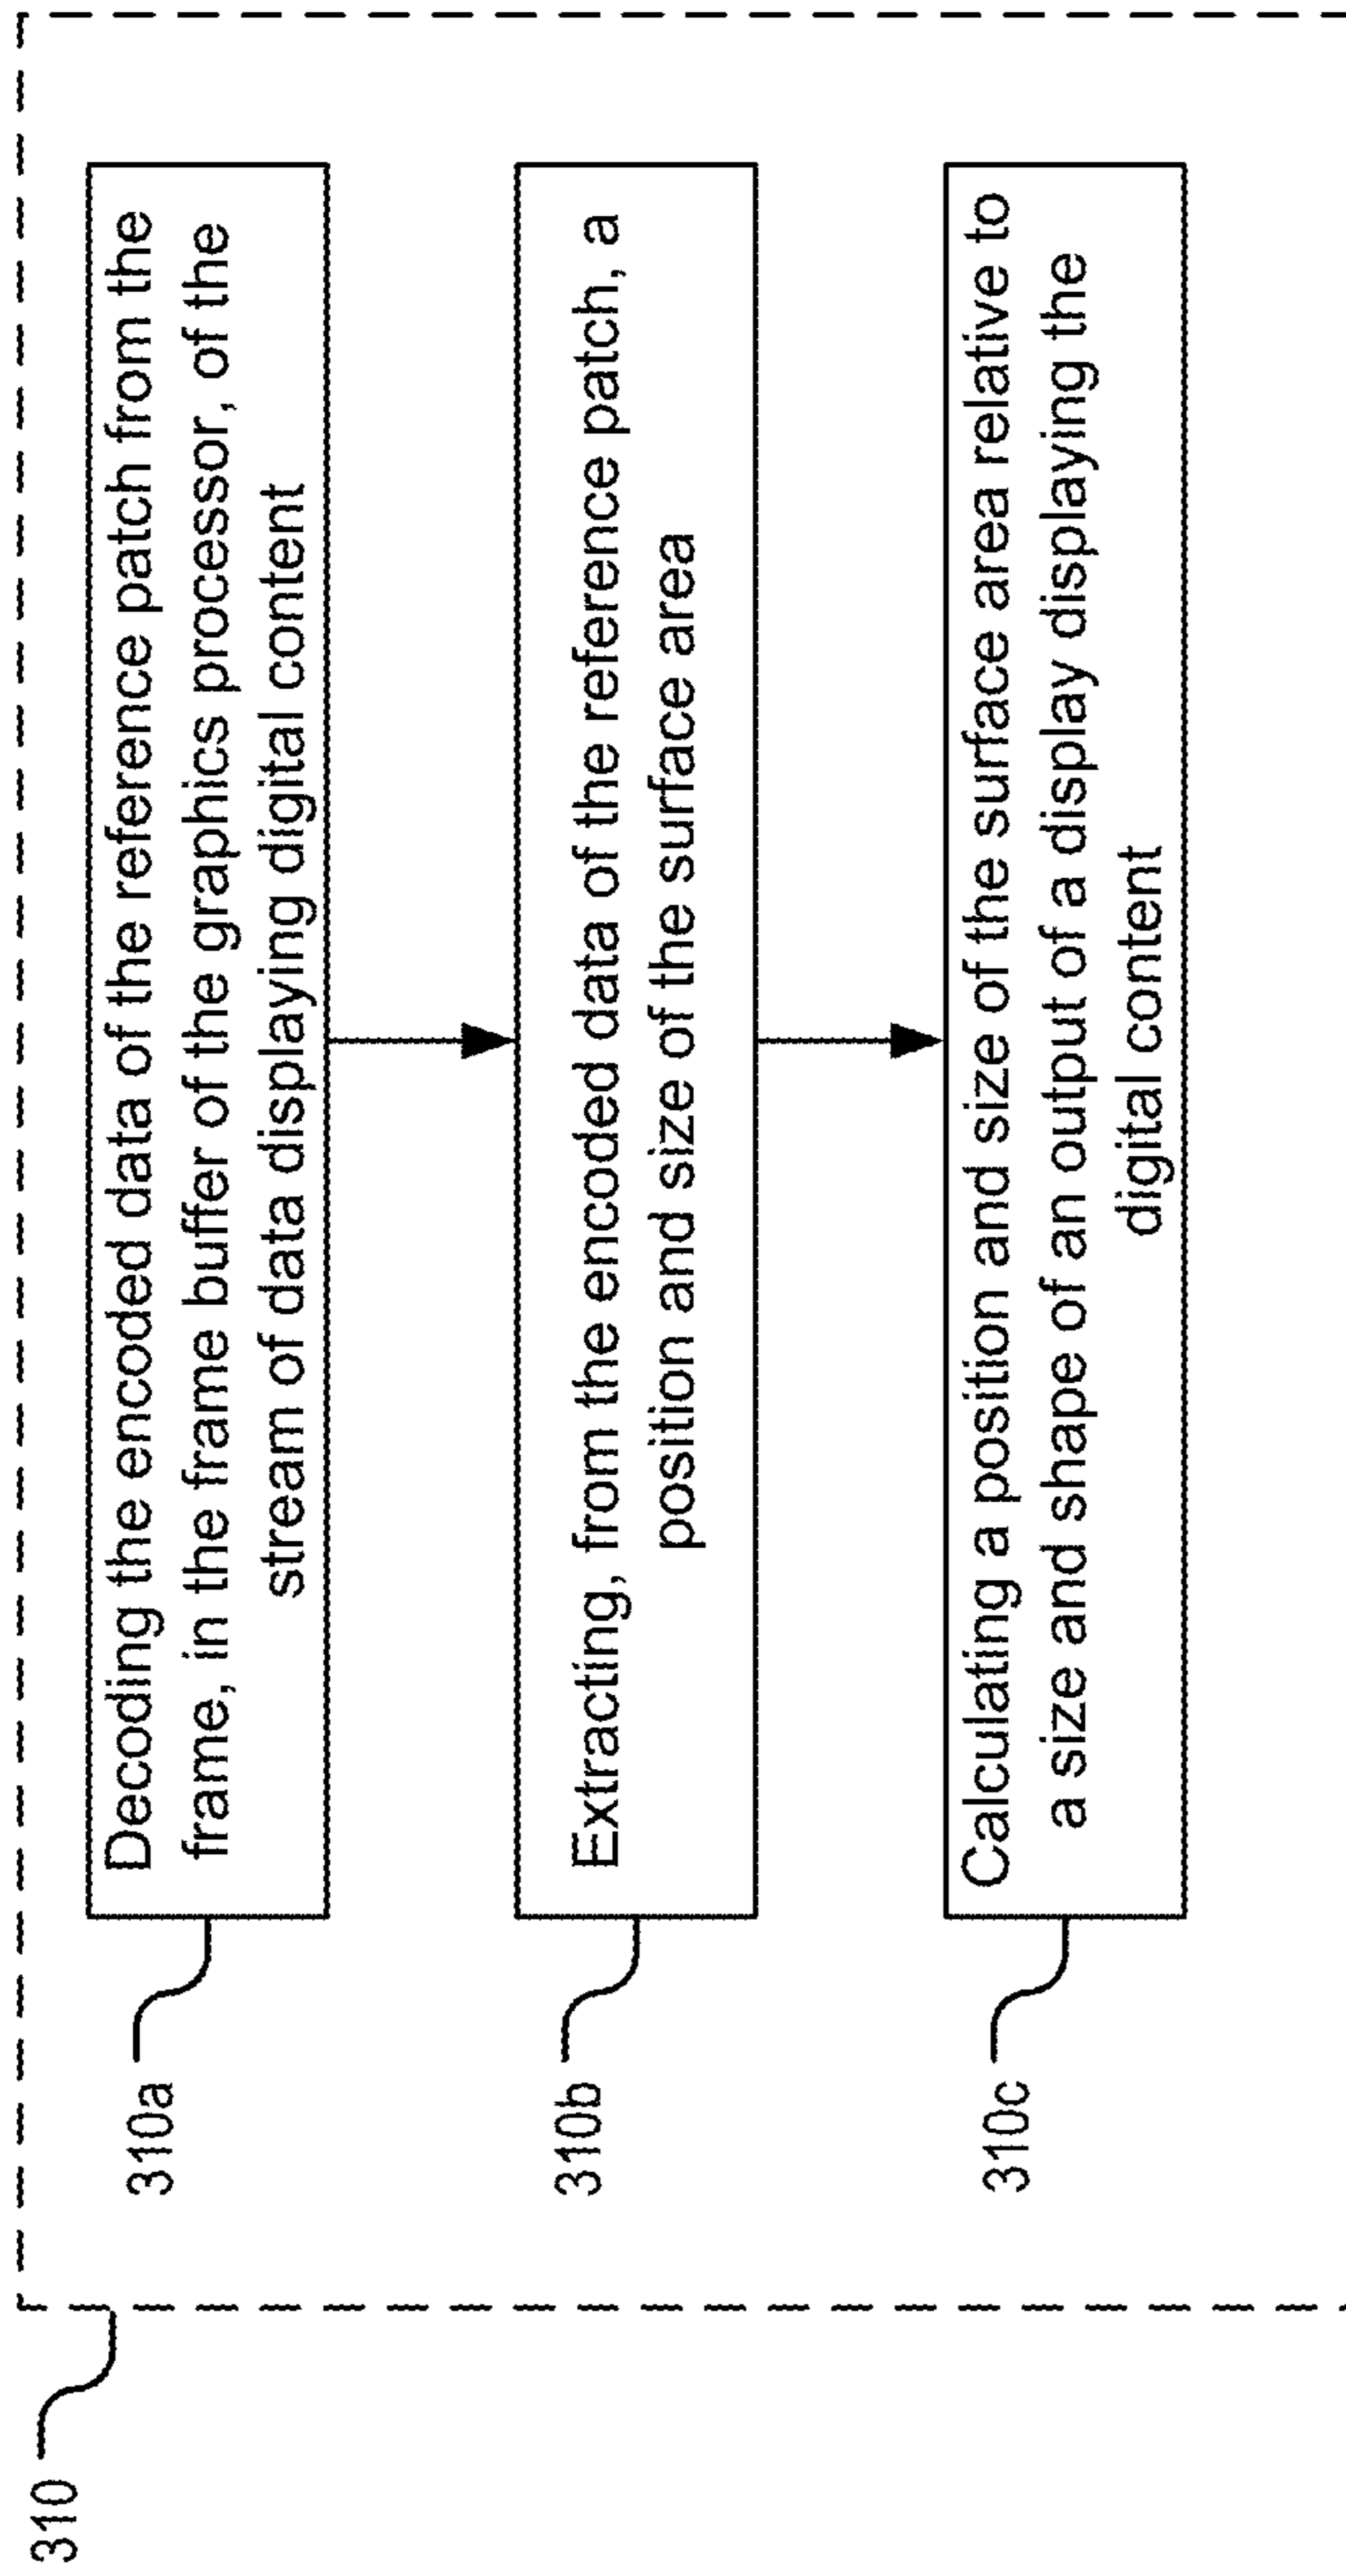 310
310a
Decoding the encoded data of the reference patch from the
frame, in the frame buffer of the graphics processor, of the
stream of data displaying digital content
310b
Extracting, from the encoded data of the reference patch, a
position and size of the surface area
310c
Calculating a position and size of the surface area relative to
a size and shape of an output of a display displaying the
digital content